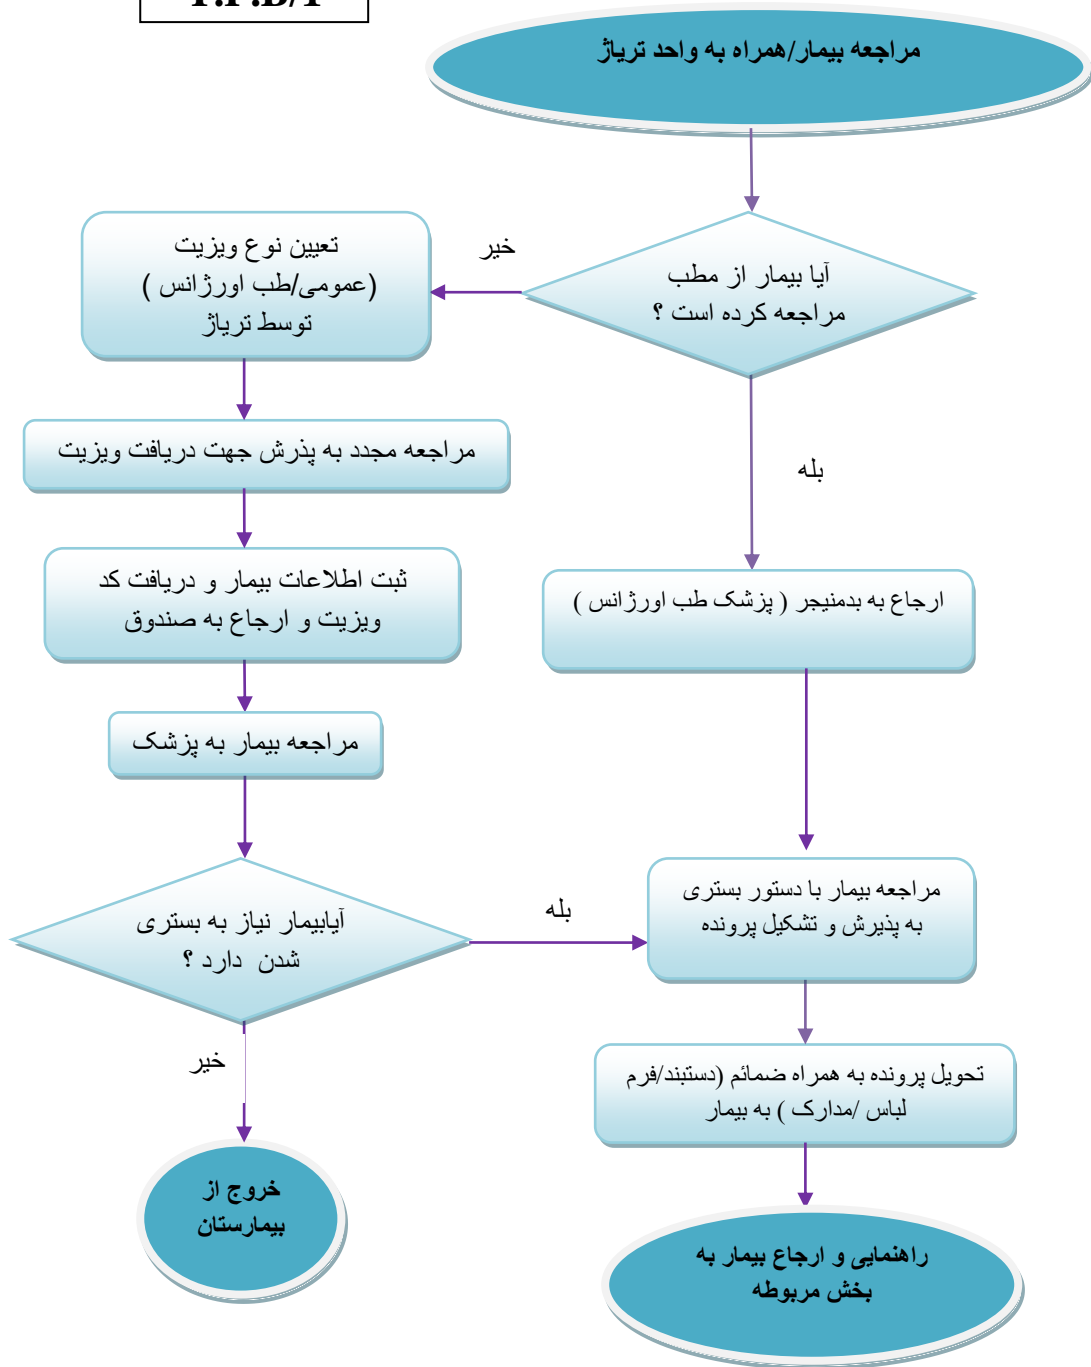 مراجعه بیمار/همراه به واحد تریاژ
آیا بیمار از مطب
مراجعه کرده است ؟
خیر
تعیین نوع ویزیت
(عمومی/طب اورژانس )
توسط تریاژ
مراجعه مجدد به پذرش جهت دریافت ویزیت
بله
ثبت اطلاعات بیمار و دریافت کد
ویزیت و ارجاع به صندوق
ارجاع به بدمنیجر ( پزشک طب اورژانس )
مراجعه بیمار به پزشک
آیابیمار نیاز به بستری
شدن دارد ؟
بله
مراجعه بیمار با دستور بستری
به پذیرش و تشکیل پرونده
خیر
تحویل پرونده به همراه ضمائم (دستبند/فرم
لباس /مدارک ) به بیمار
خروج از
بیمارستان
راهنمایی و ارجاع بیمار به
بخش مربوطه